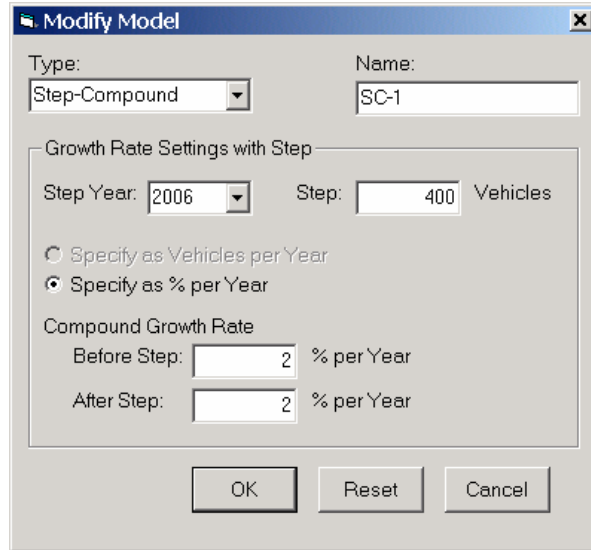 Modify Model
Type: Name:
Step-Compound SC-1
Growth Rate Settings with Step
Step Year: 2006 Step: 400 Vehicles
Specify as Vehicles per Year
Specify as % per Year
Compound Growth Rate
Before Step: 2 % per Year
After Step: 2 % per Year
OK Reset Cancel